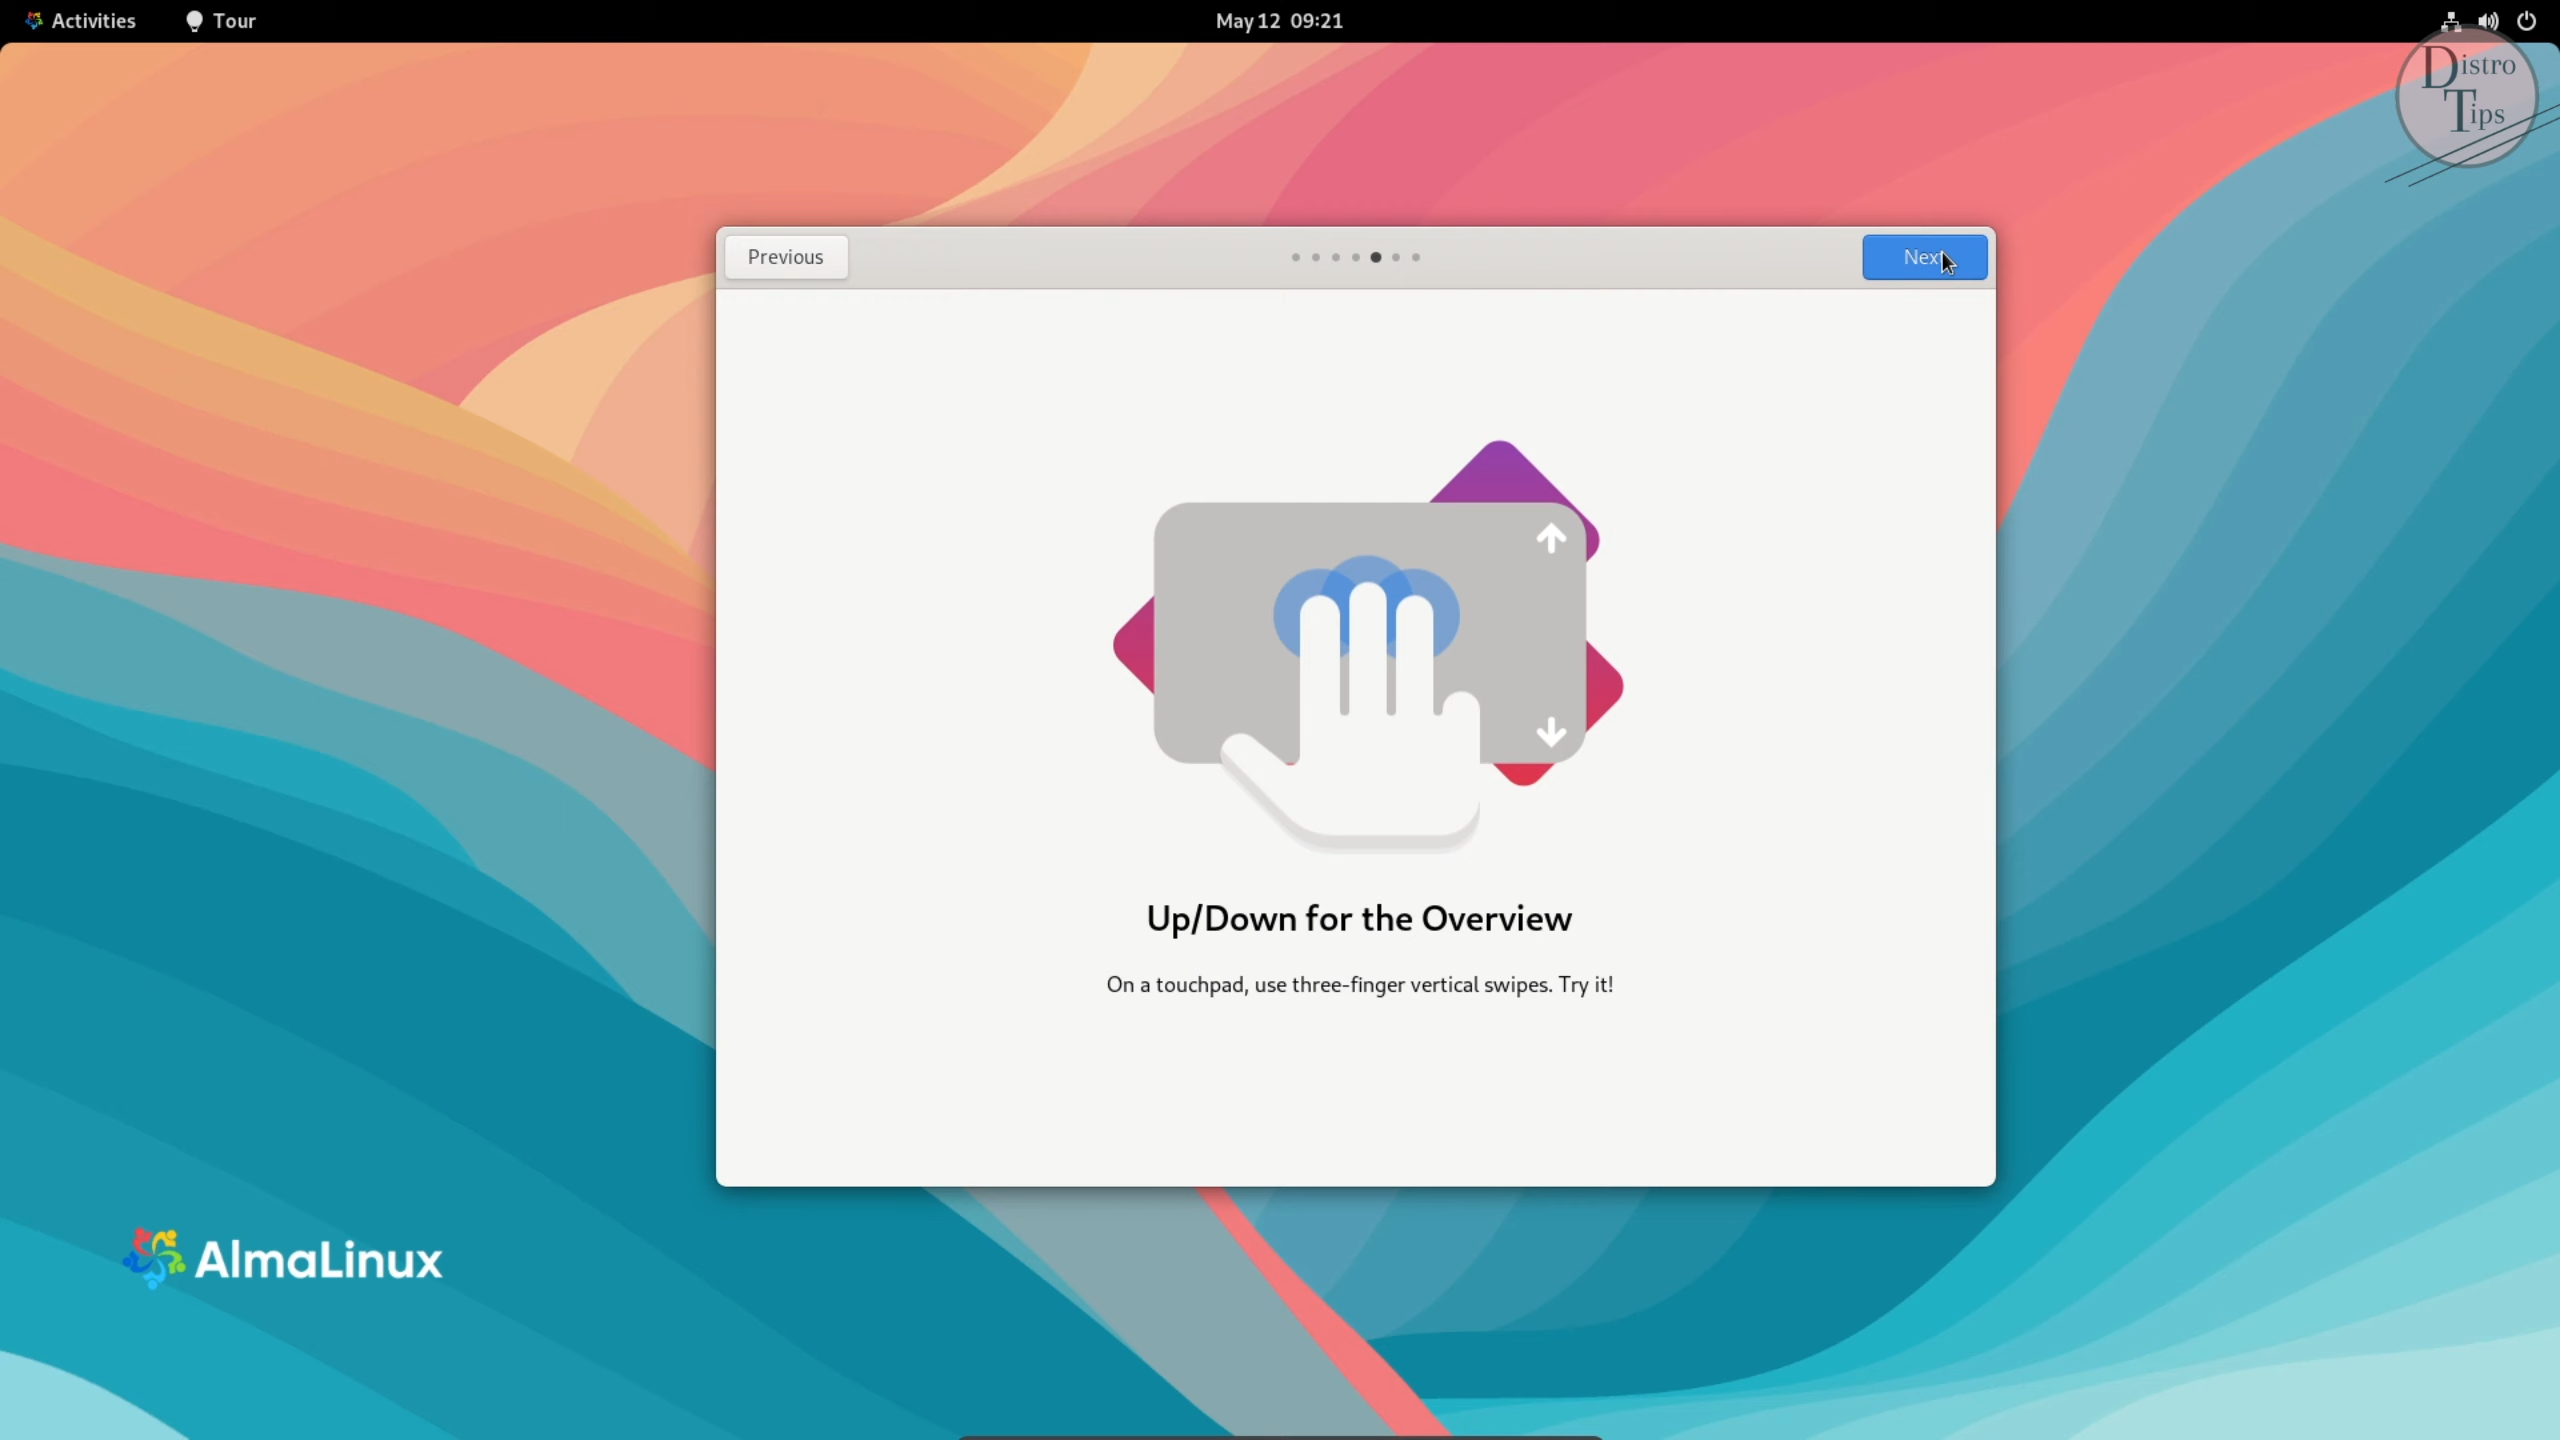 Activities
Tour
May 12 09:21
Distro
Tips
Previous
Next
Up/Down for the Overview
On a touchpad, use three-finger vertical swipes. Try it!
AlmaLinux